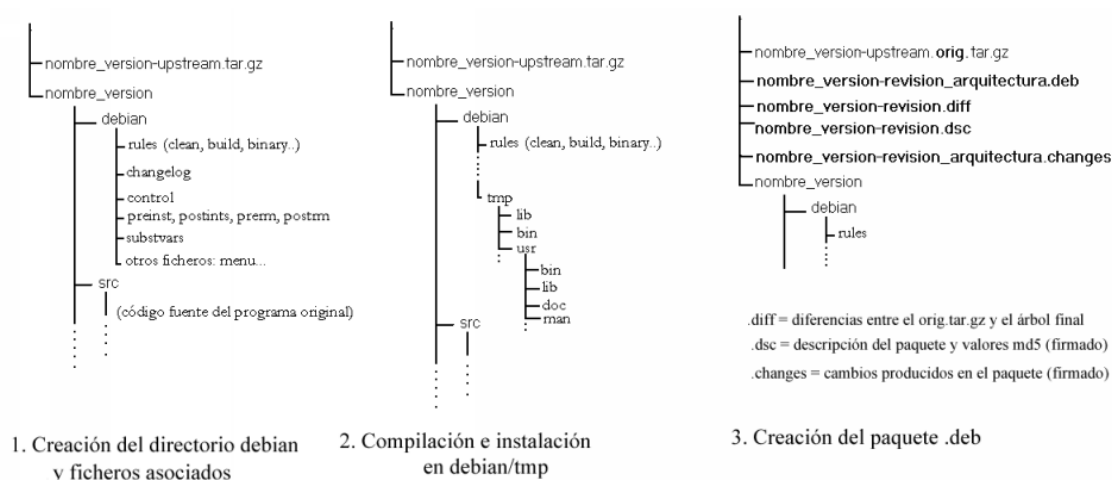 nombre_version-upstream.tar.gz
nombre_version
debian
rules (clean, build, binary..)
changelog
control
preinst, postints, prerm, postrm
substvars
otros ficheros: menu...
src
(código fuente del programa original)
1. Creación del directorio debian
y ficheros asociados
nombre_version-upstream.tar.gz
nombre_version
debian
rules (clean, build, binary..)
tmp
lib
bin
usr
bin
lib
doc
man
src
2. Compilación e instalación
en debian/tmp
nombre_version-upstream.orig.tar.gz
nombre_version-revision_arquitectura.deb
nombre_version-revision.diff
nombre_version-revision.dsc
nombre_version-revision_arquitectura.changes
nombre_version
debian
rules
.diff = diferencias entre el orig.tar.gz y el árbol final
.dsc = descripción del paquete y valores md5 (firmado)
.changes = cambios producidos en el paquete (firmado)
3. Creación del paquete .deb